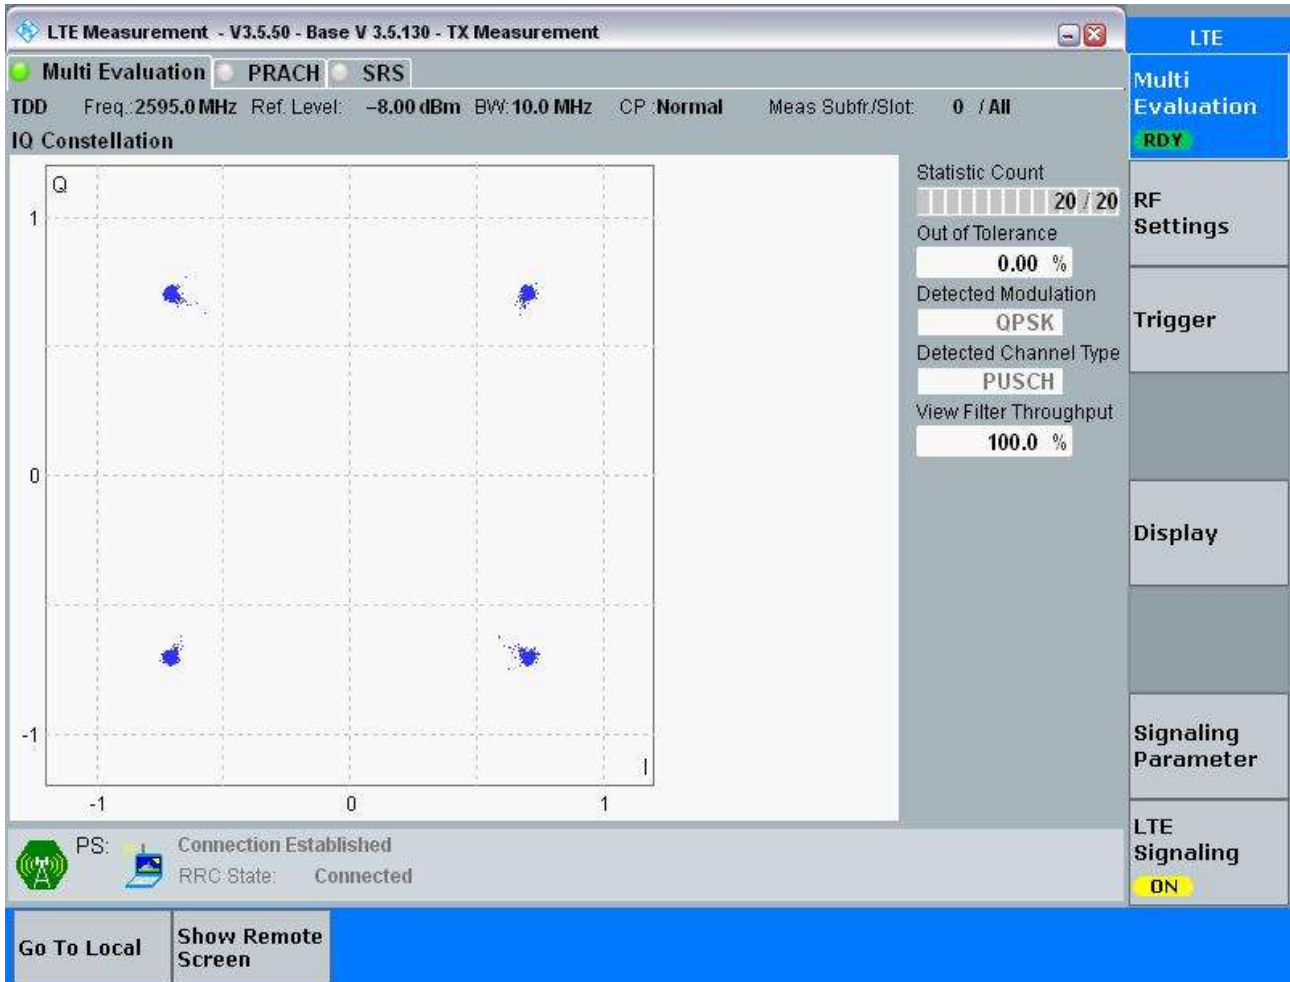 LTE Measurement - V3.5.50 - Base V 3.5.130 - TX Measurement
Multi Evaluation PRACH SRS
TDD Freq.:2595.0 MHz Ref. Level: -8.00 dBm BW:10.0 MHz CP :Normal Meas Subfr./Slot: 0 / All
IQ Constellation
Q
1
0
-1
I
-1 0 1
Statistic Count
20 / 20
Out of Tolerance
0.00 %
Detected Modulation
QPSK
Detected Channel Type
PUSCH
View Filter Throughput
100.0 %
PS: Connection Established
RRC State: Connected
LTE
Multi
Evaluation
RDY
RF
Settings
Trigger
Display
Signaling
Parameter
LTE
Signaling
ON
Go To Local
Show Remote
Screen